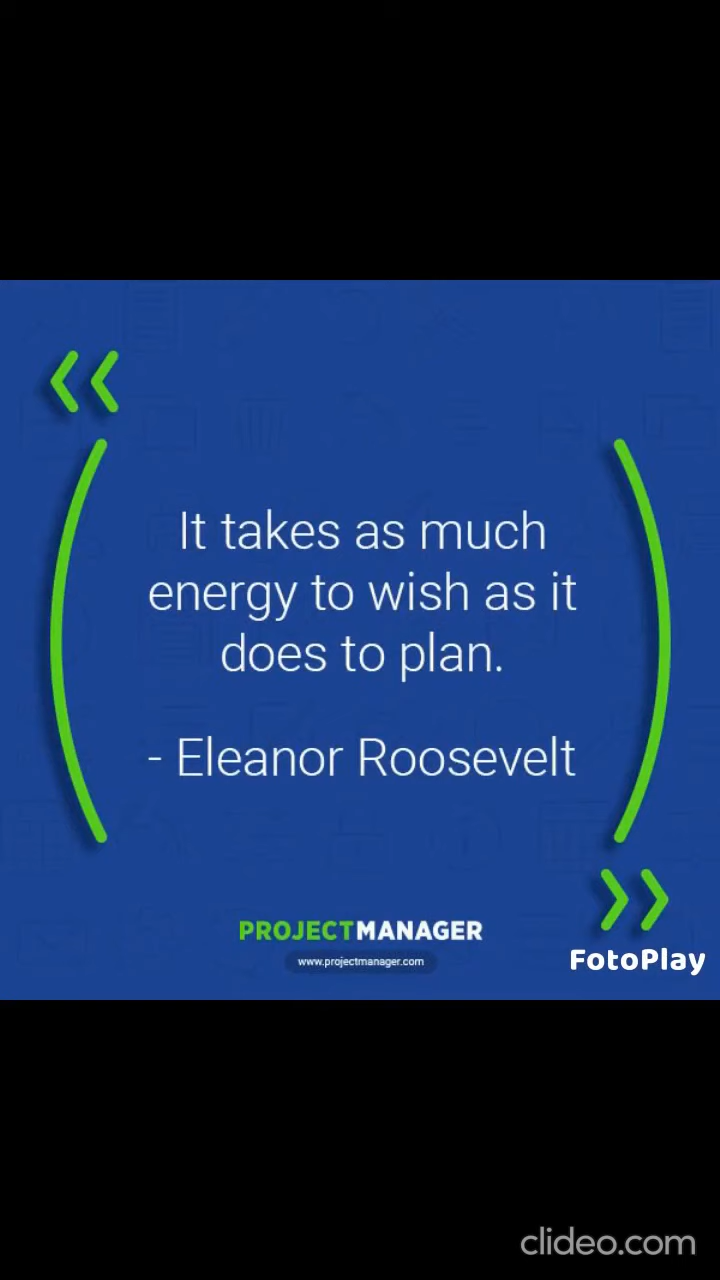 It takes as much
energy to wish as it
does to plan.
- Eleanor Roosevelt
PROJECTMANAGER
www.projectmanager.com
FotoPlay
clideo.com